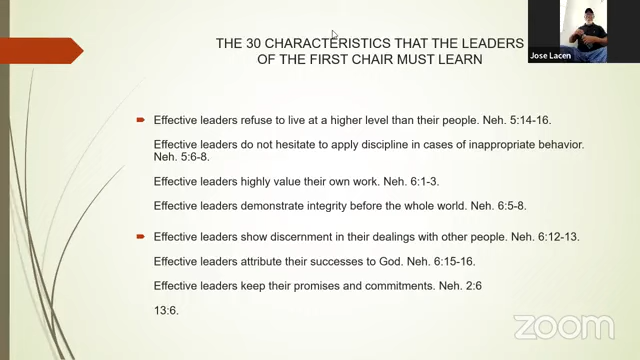 THE 30 CHARACTERISTICS THAT THE LEADERS
OF THE FIRST CHAIR MUST LEARN
Jose Lacen
Effective leaders refuse to live at a higher level than their people. Neh. 5:14-16.
Effective leaders do not hesitate to apply discipline in cases of inappropriate behavior.
Neh. 5:6-8.
Effective leaders highly value their own work. Neh. 6:1-3.
Effective leaders demonstrate integrity before the whole world. Neh. 6:5-8.
Effective leaders show discernment in their dealings with other people. Neh. 6:12-13.
Effective leaders attribute their successes to God. Neh. 6:15-16.
Effective leaders keep their promises and commitments. Neh. 2:6
13:6.
zoom